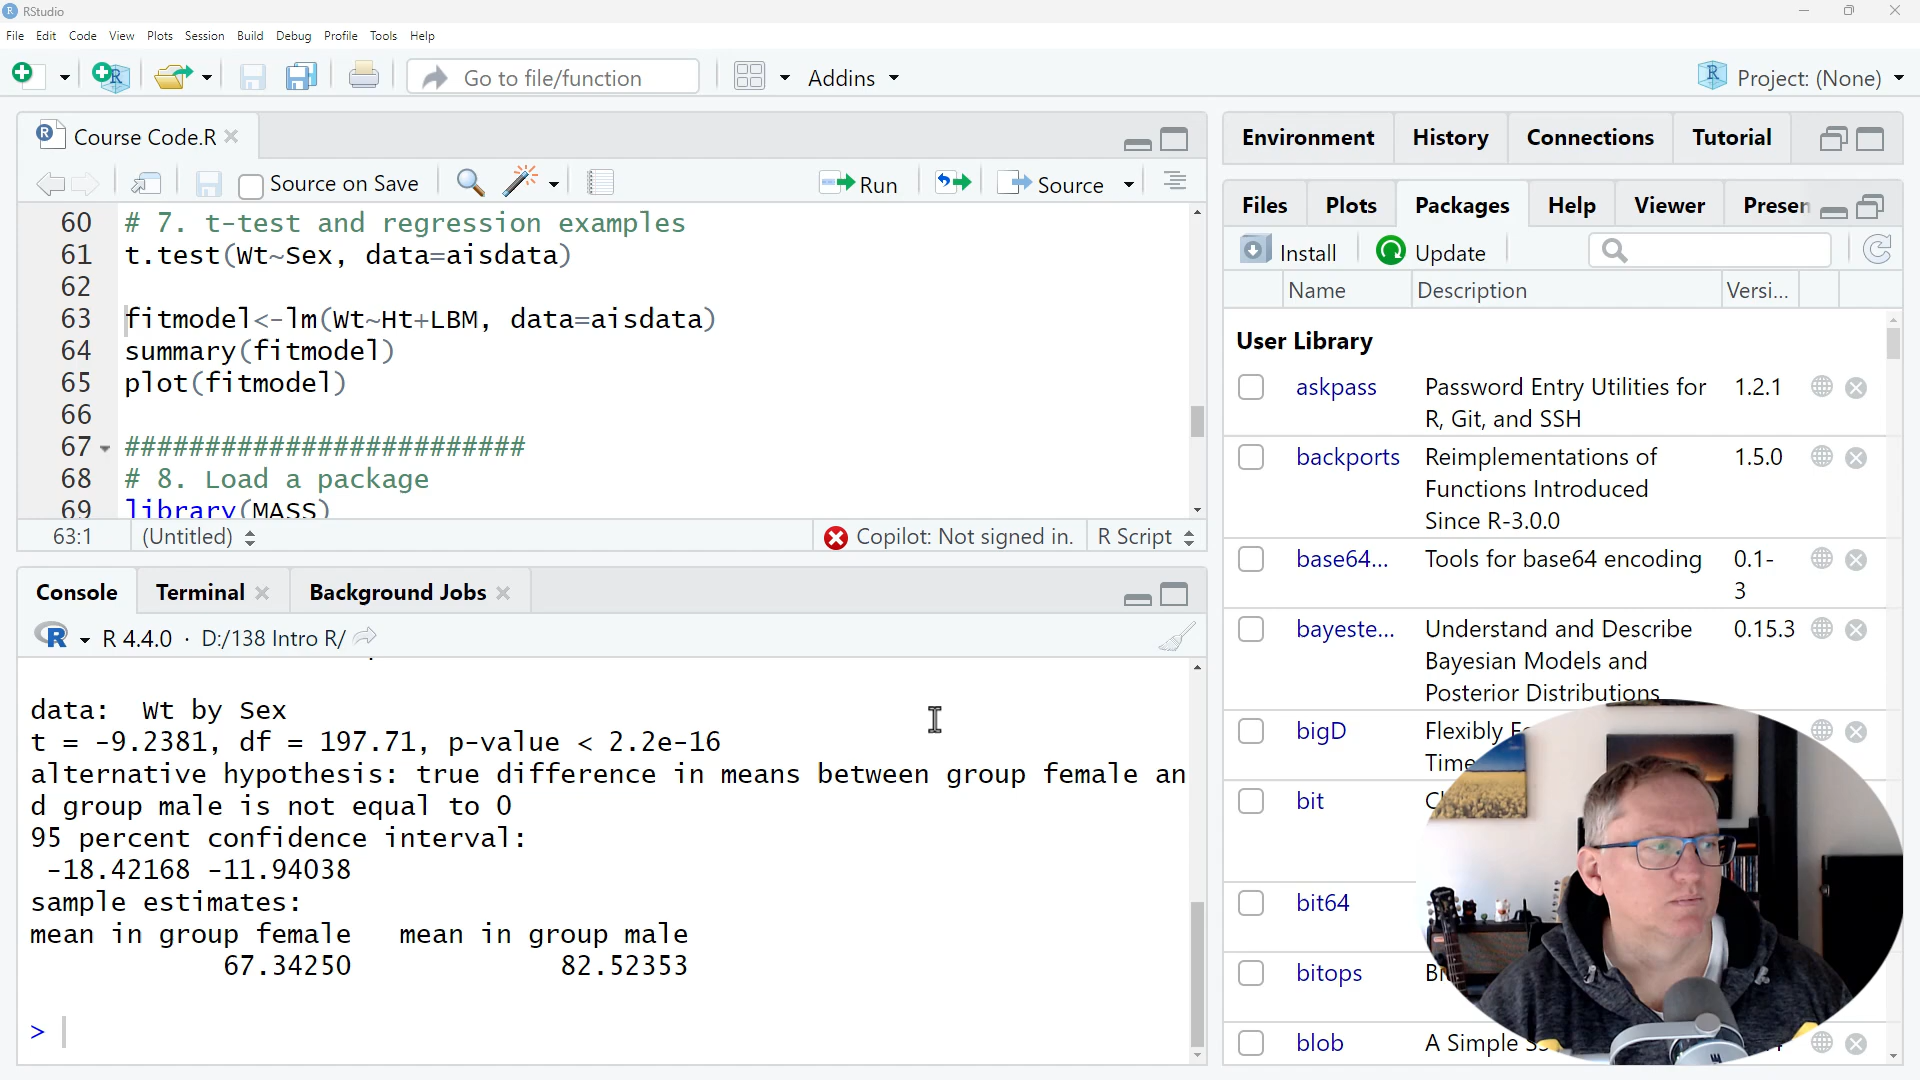 RStudio
File Edit Code View Plots Session Build Debug Profile Tools Help
Go to file/function Addins Project: (None)
Course Code.R
Source on Save Run Source
60 # 7. t-test and regression examples
61 t.test(Wt~Sex, data=aisdata)
62
63 fitmodel<-lm(Wt~Ht+LBM, data=aisdata)
64 summary(fitmodel)
65 plot(fitmodel)
66
67 #########################
68 # 8. Load a package
69 library(MASS)
63:1 (Untitled) Copilot: Not signed in. R Script
Console Terminal Background Jobs
R 4.4.0 · D:/138 Intro R/
data:  Wt by Sex
t = -9.2381, df = 197.71, p-value < 2.2e-16
alternative hypothesis: true difference in means between group female an
d group male is not equal to 0
95 percent confidence interval:
 -18.42168 -11.94038
sample estimates:
mean in group female   mean in group male
            67.34250             82.52353
>
Environment History Connections Tutorial
Files Plots Packages Help Viewer Presen
Install Update
Name Description Versi...
User Library
askpass Password Entry Utilities for 1.2.1
R, Git, and SSH
backports Reimplementations of 1.5.0
Functions Introduced
Since R-3.0.0
base64... Tools for base64 encoding 0.1-
3
bayeste... Understand and Describe 0.15.3
Bayesian Models and
Posterior Distributions
bigD Flexibly
Time
bit
bit64
bitops
blob A Simple